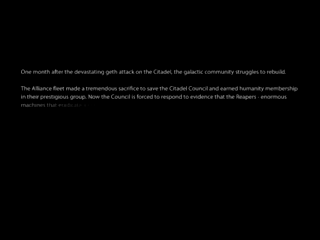 One month after the devastating geth attack on the Citadel, the galactic community struggles to rebuild.
The Alliance fleet made a tremendous sacrifice to save the Citadel Council and earned humanity membership
in their prestigious group. Now the Council is forced to respond to evidence that the Reapers - enormous
machines that